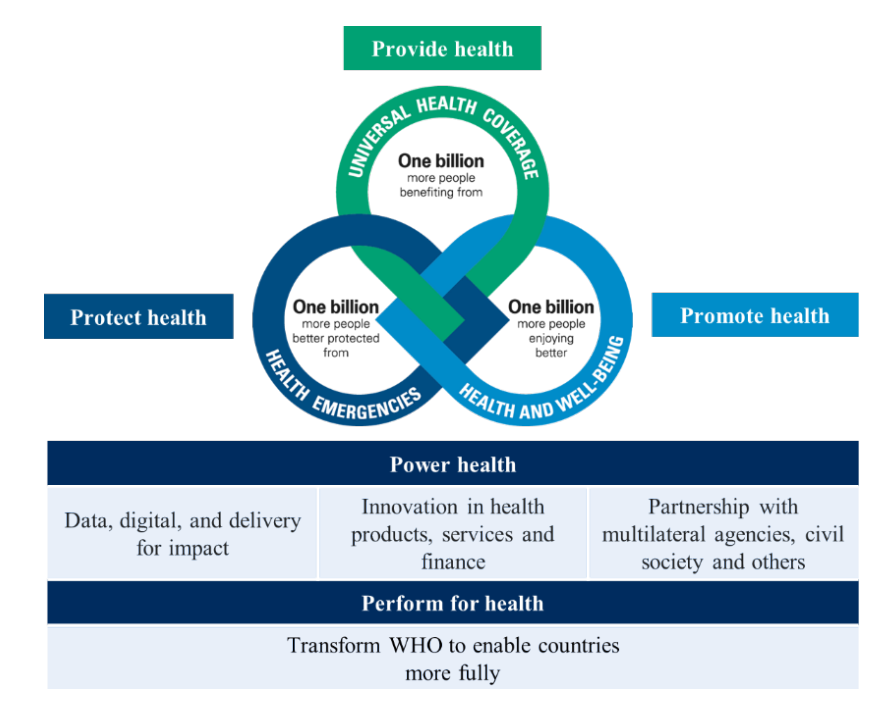 Provide health
UNIVERSAL HEALTH COVERAGE
One billion
more people
benefiting from
Protect health
One billion
more people
better protected
from
HEALTH EMERGENCIES
One billion
more people
enjoying
better
HEALTH AND WELL-BEING
Promote health
Power health
Data, digital, and delivery
for impact
Innovation in health
products, services and
finance
Partnership with
multilateral agencies, civil
society and others
Perform for health
Transform WHO to enable countries
more fully